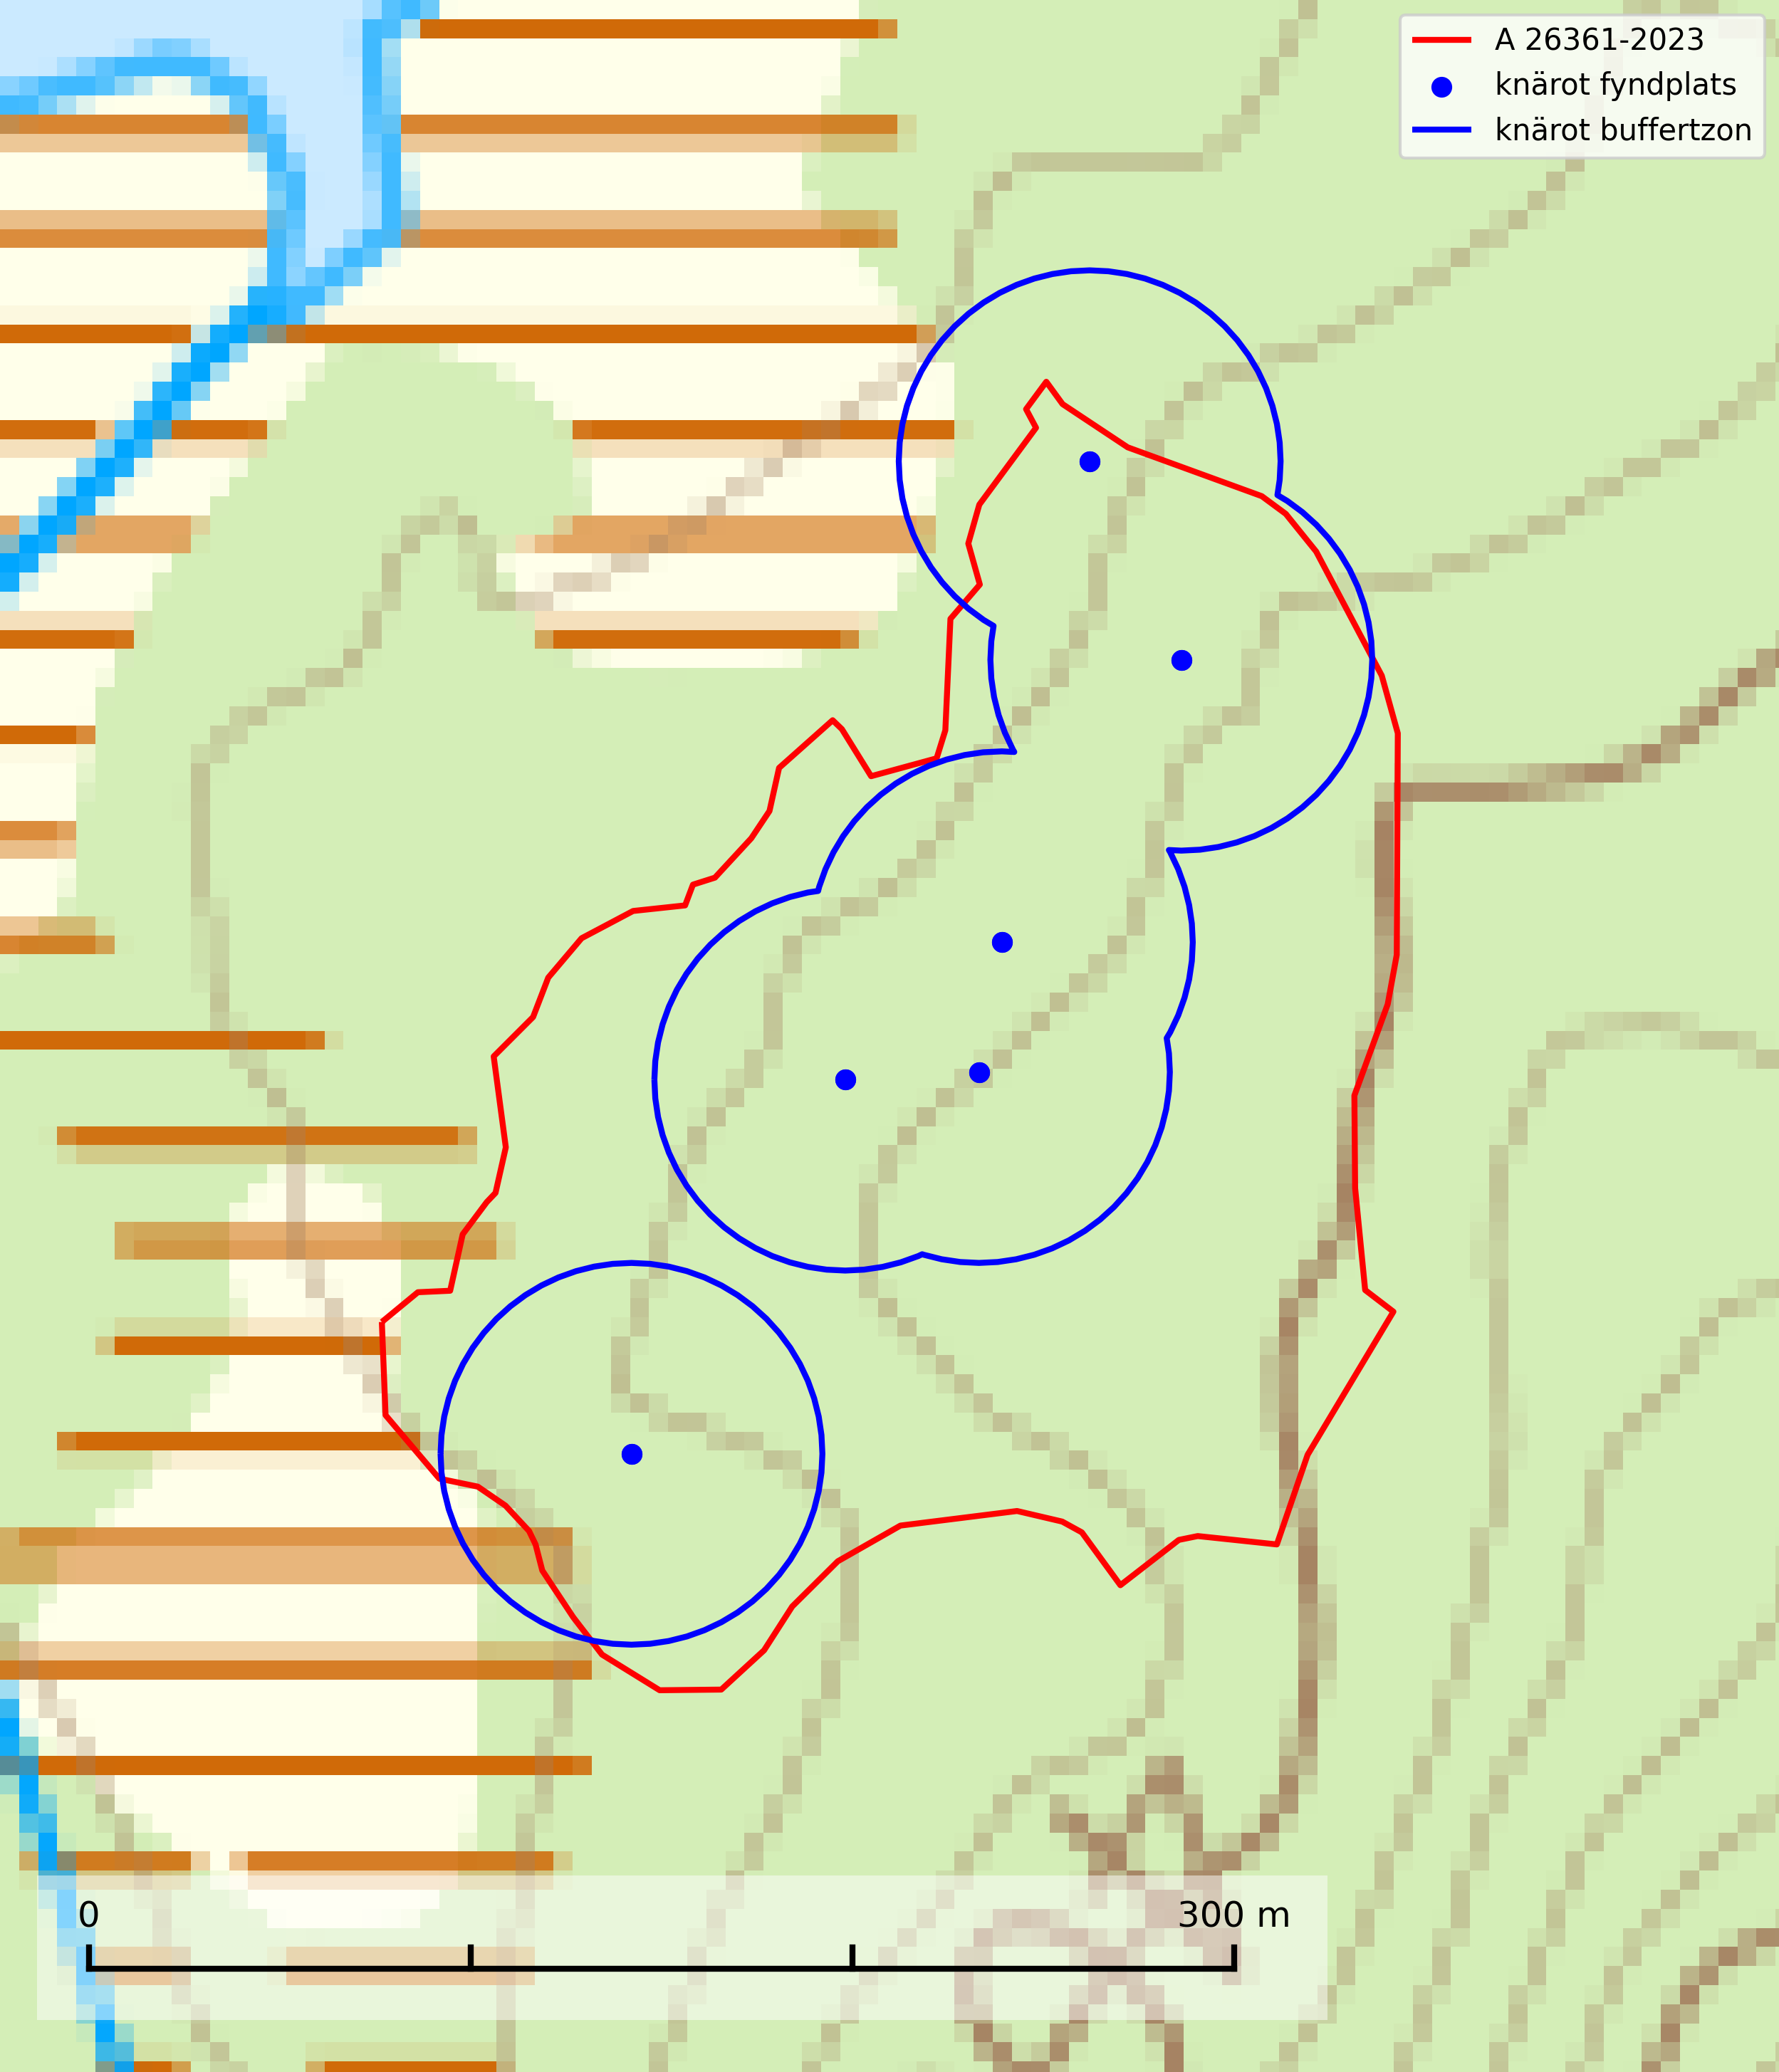 A 26361-2023
knärot fyndplats
knärot buffertzon
0
300 m